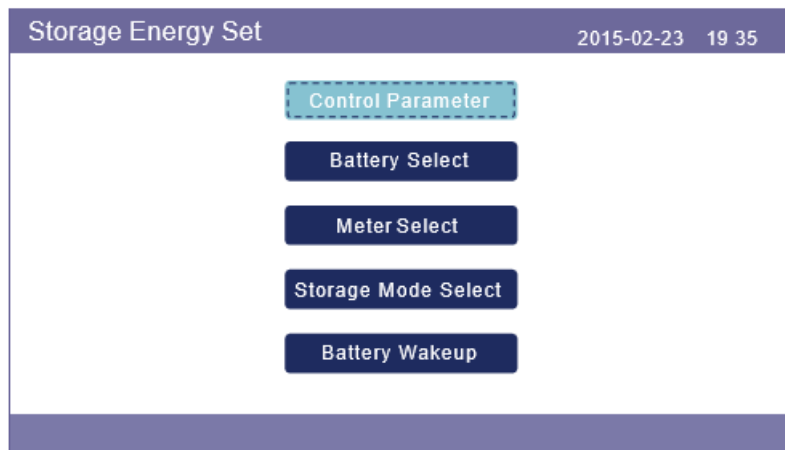 Storage Energy Set
2015-02-23 19 35
Control Parameter
Battery Select
Meter Select
Storage Mode Select
Battery Wakeup